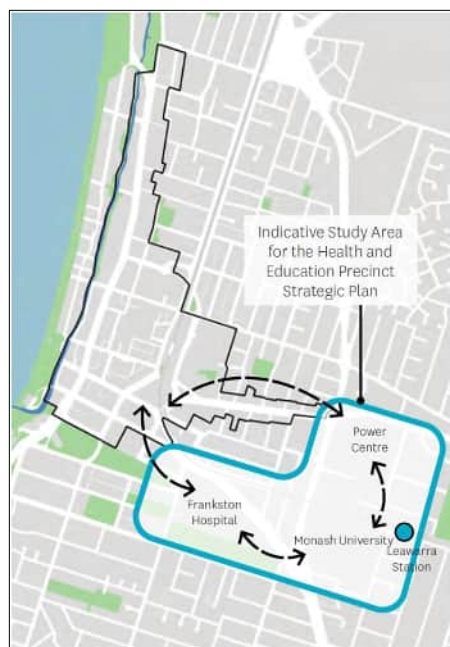 Indicative Study Area
for the Health and
Education Precinct
Strategic Plan
Power
Centre
Frankston
Hospital
Monash University
Leawarra
Station